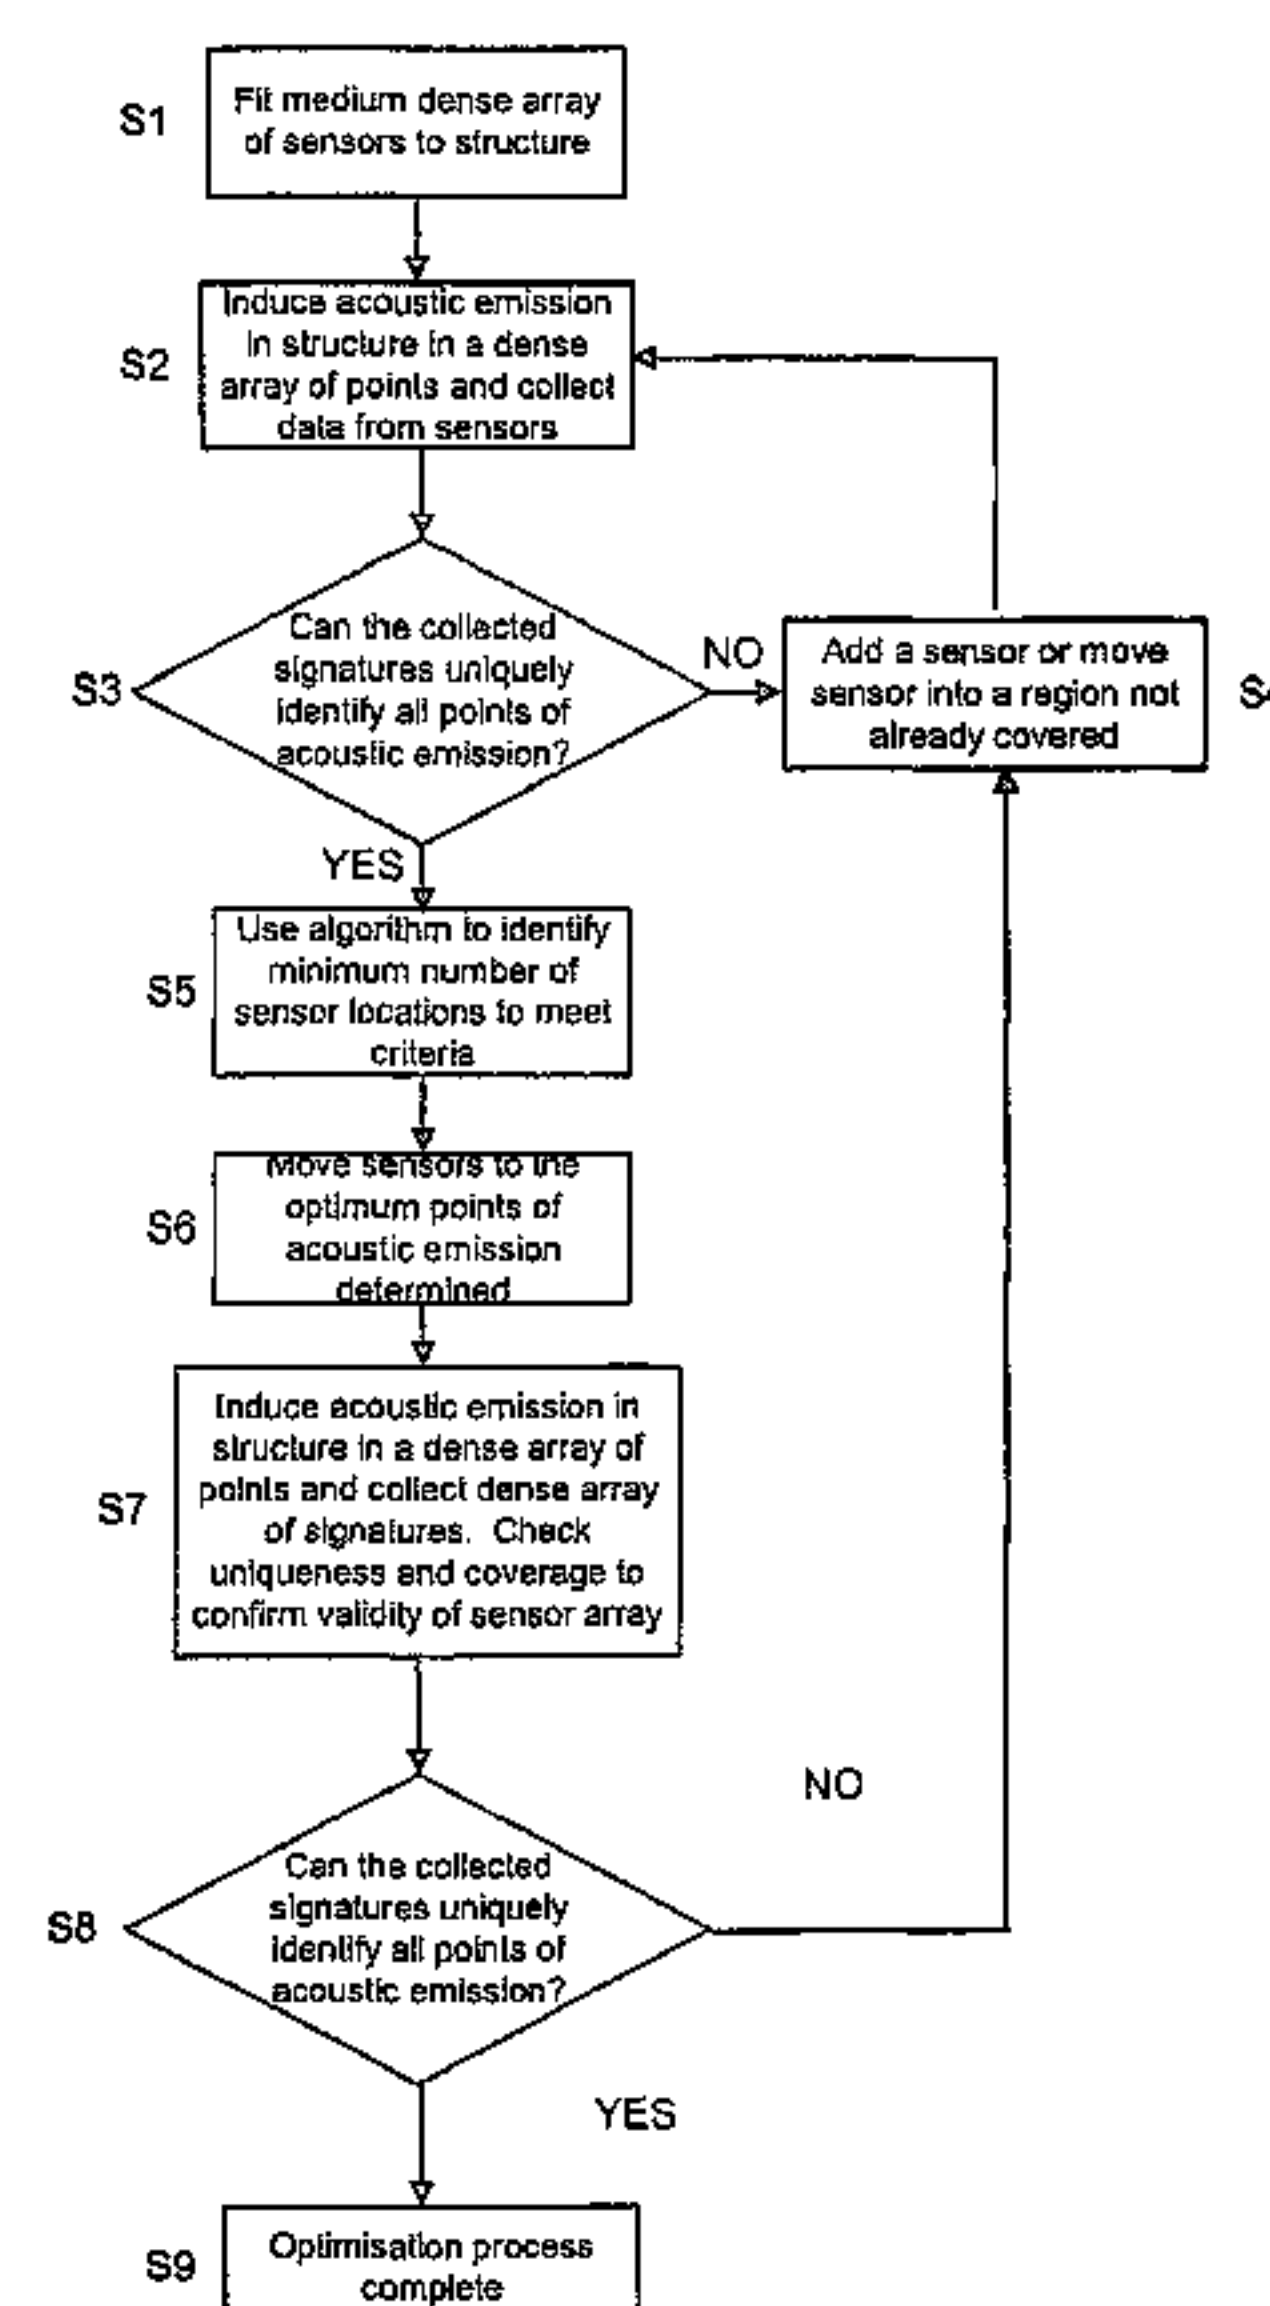 S1
Fit medium dense array
of sensors to structure
S2
Induce acoustic emission
in structure in a dense
array of points and collect
data from sensors
S3
Can the collected
signatures uniquely
identify all points of
acoustic emission?
NO
Add a sensor or move
sensor into a region not
already covered
YES
S5
Use algorithm to identify
minimum number of
sensor locations to meet
criteria
S6
Move sensors to the
optimum points of
acoustic emission
determined
S7
Induce acoustic emission in
structure in a dense array of
points and collect dense array
of signatures. Check
uniqueness and coverage to
confirm validity of sensor array
NO
S8
Can the collected
signatures uniquely
identify all points of
acoustic emission?
YES
S9
Optimisation process
complete